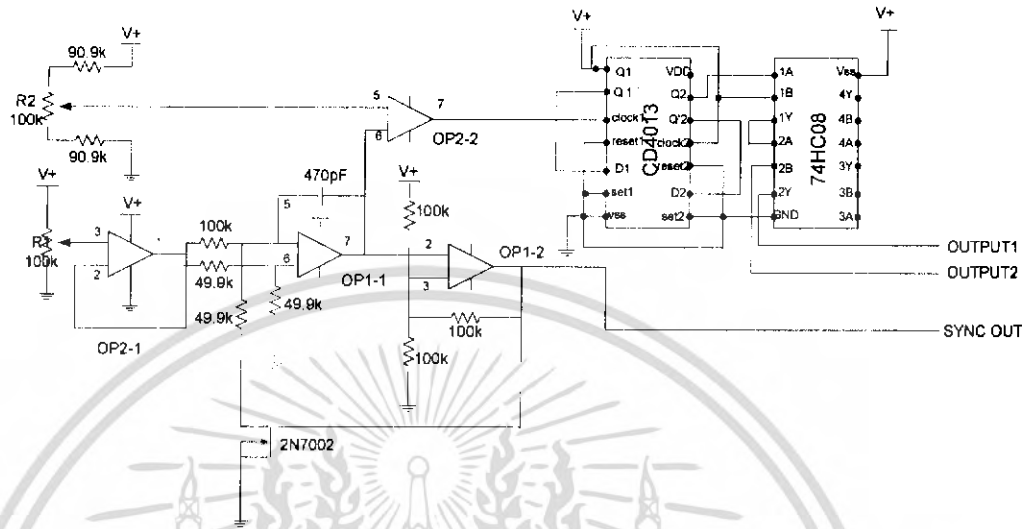 V+
90.9k
R2
100k
90.9k
V+
100k
3
2
V+
1
OP2-1
100k
49.9k
49.9k
470pF
5
6
7
OP1-1
49.9k
5
6
7
OP2-2
V+
100k
2
3
OP1-2
100k
100k
2N7002
V+
Q1
Q1'
clock1
reset1
D1
set1
vss
CD4013
VDD
Q2
Q'2
clock2
reset2
D2
set2
V+
1A
1B
1Y
2A
2B
2Y
GND
74HC08
Vss
4Y
4B
4A
3Y
3B
3A
OUTPUT1
OUTPUT2
SYNC OUT